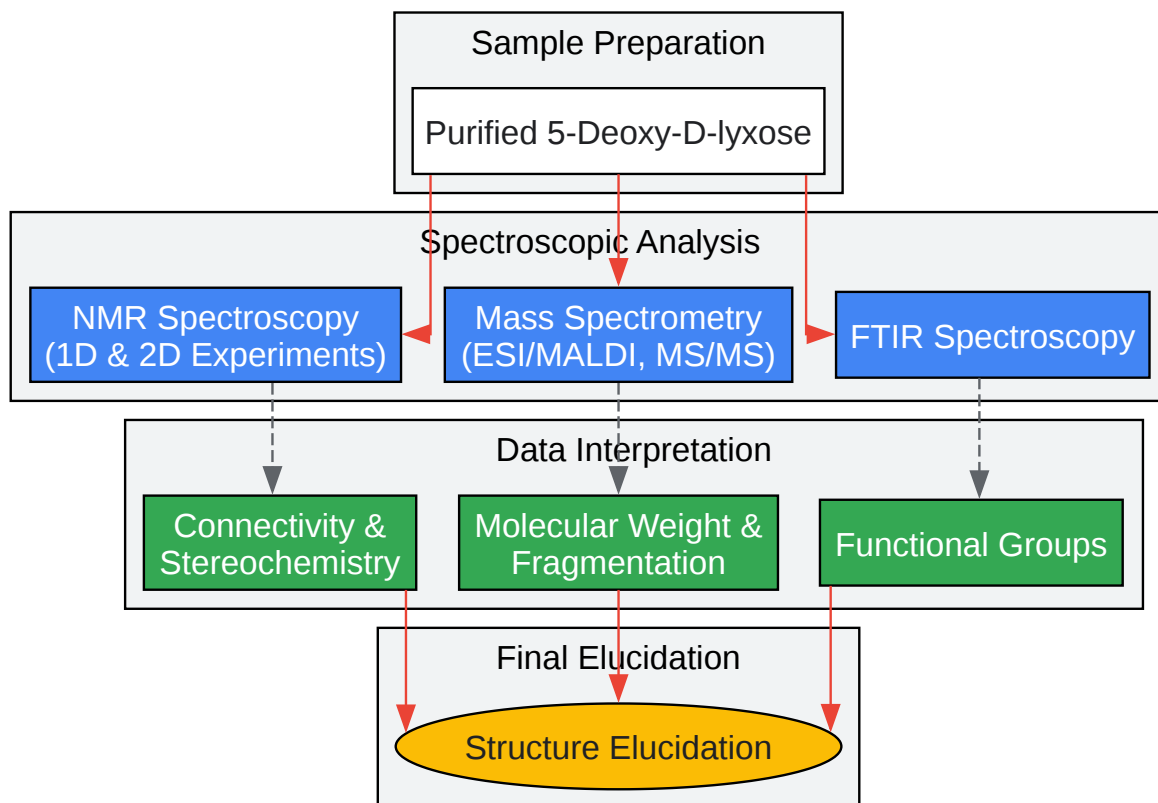 Sample Preparation
Purified 5-Deoxy-D-lyxose
Spectroscopic Analysis
NMR Spectroscopy
(1D & 2D Experiments)
Mass Spectrometry
(ESI/MALDI, MS/MS)
FTIR Spectroscopy
Data Interpretation
Connectivity &
Stereochemistry
Molecular Weight &
Fragmentation
Functional Groups
Final Elucidation
Structure Elucidation